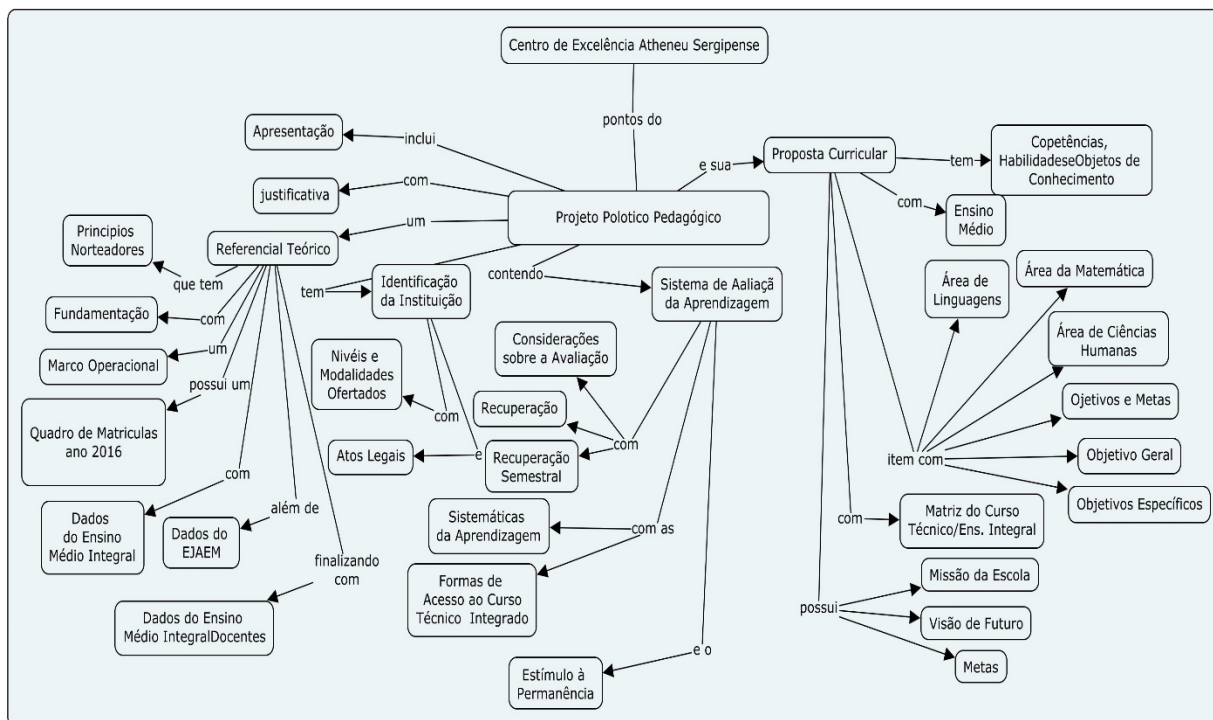 Centro de Excelência Atheneu Sergipense
pontos do
Apresentação
inclui
e sua
Proposta Curricular
tem
Copetências,
HabilidadeseObjetos de
Conhecimento
com
Ensino
Médio
justificativa
com
Projeto Polotico Pedagógico
um
Referencial Teórico
Principios
Norteadores
que tem
Fundamentação
com
Marco Operacional
um
possui um
Quadro de Matriculas
ano 2016
com
Dados
do Ensino
Médio Integral
além de
Dados do
EJAEM
finalizando
com
Dados do Ensino
Médio IntegralDocentes
tem
Identificação
da Instituição
Nivéis e
Modalidades
Ofertados
com
Atos Legais
e
contendo
Sistema de Aaliaçã
da Aprendizagem
Considerações
sobre a Avaliação
Recuperação
com
Recuperação
Semestral
Sistemáticas
da Aprendizagem
com as
Formas de
Acesso ao Curso
Técnico Integrado
e o
Estímulo à
Permanência
Área de
Linguagens
Área da Matemática
Área de Ciências
Humanas
Ojetivos e Metas
item com
Objetivo Geral
Objetivos Específicos
com
Matriz do Curso
Técnico/Ens. Integral
possui
Missão da Escola
Visão de Futuro
Metas